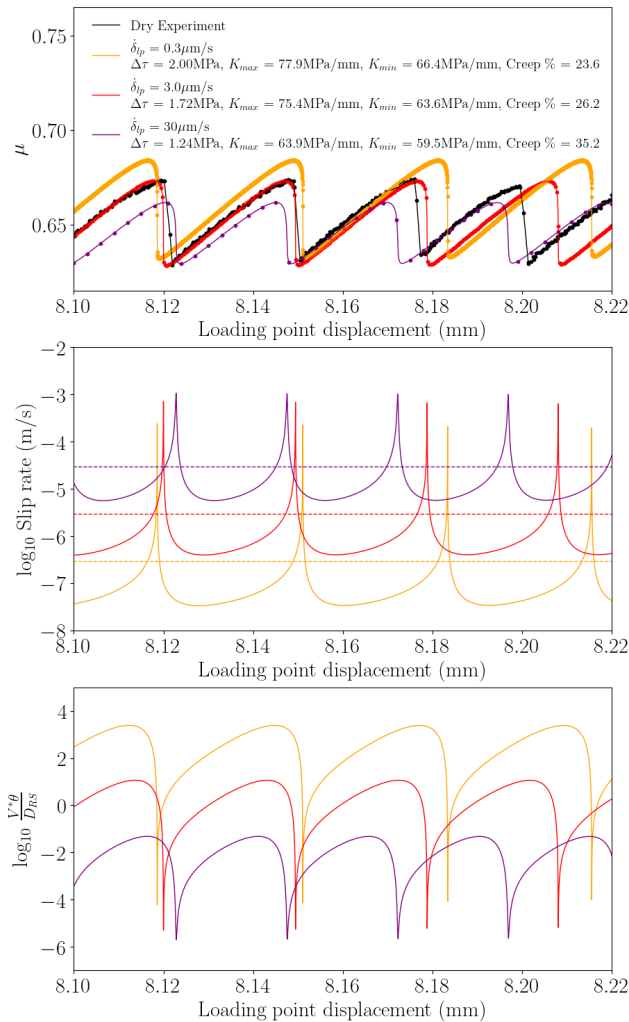 0.75
0.70
0.65
μ
Dry Experiment
δ̇ₗₚ = 0.3μm/s
Δτ = 2.00MPa, Kₘₐₓ = 77.9MPa/mm, Kₘᵢₙ = 66.4MPa/mm, Creep % = 23.6
δ̇ₗₚ = 3.0μm/s
Δτ = 1.72MPa, Kₘₐₓ = 75.4MPa/mm, Kₘᵢₙ = 63.6MPa/mm, Creep % = 26.2
δ̇ₗₚ = 30μm/s
Δτ = 1.24MPa, Kₘₐₓ = 63.9MPa/mm, Kₘᵢₙ = 59.5MPa/mm, Creep % = 35.2
8.10 8.12 8.14 8.16 8.18 8.20 8.22
Loading point displacement (mm)
−2
−3
−4
−5
−6
−7
−8
log₁₀ Slip rate (m/s)
8.10 8.12 8.14 8.16 8.18 8.20 8.22
Loading point displacement (mm)
4
2
0
−2
−4
−6
log₁₀ V*θ/D_RS
8.10 8.12 8.14 8.16 8.18 8.20 8.22
Loading point displacement (mm)